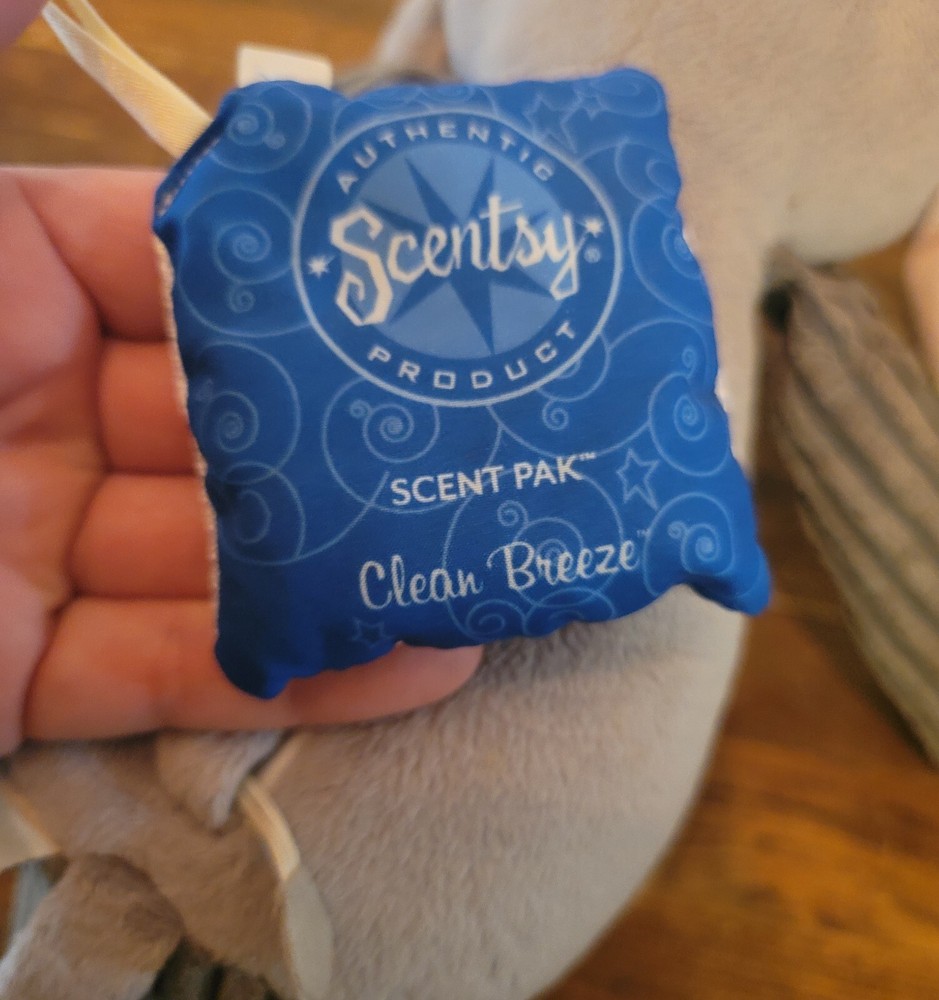 AUTHENTIC
Scentsy®
PRODUCT
SCENT PAK™
Clean Breeze™